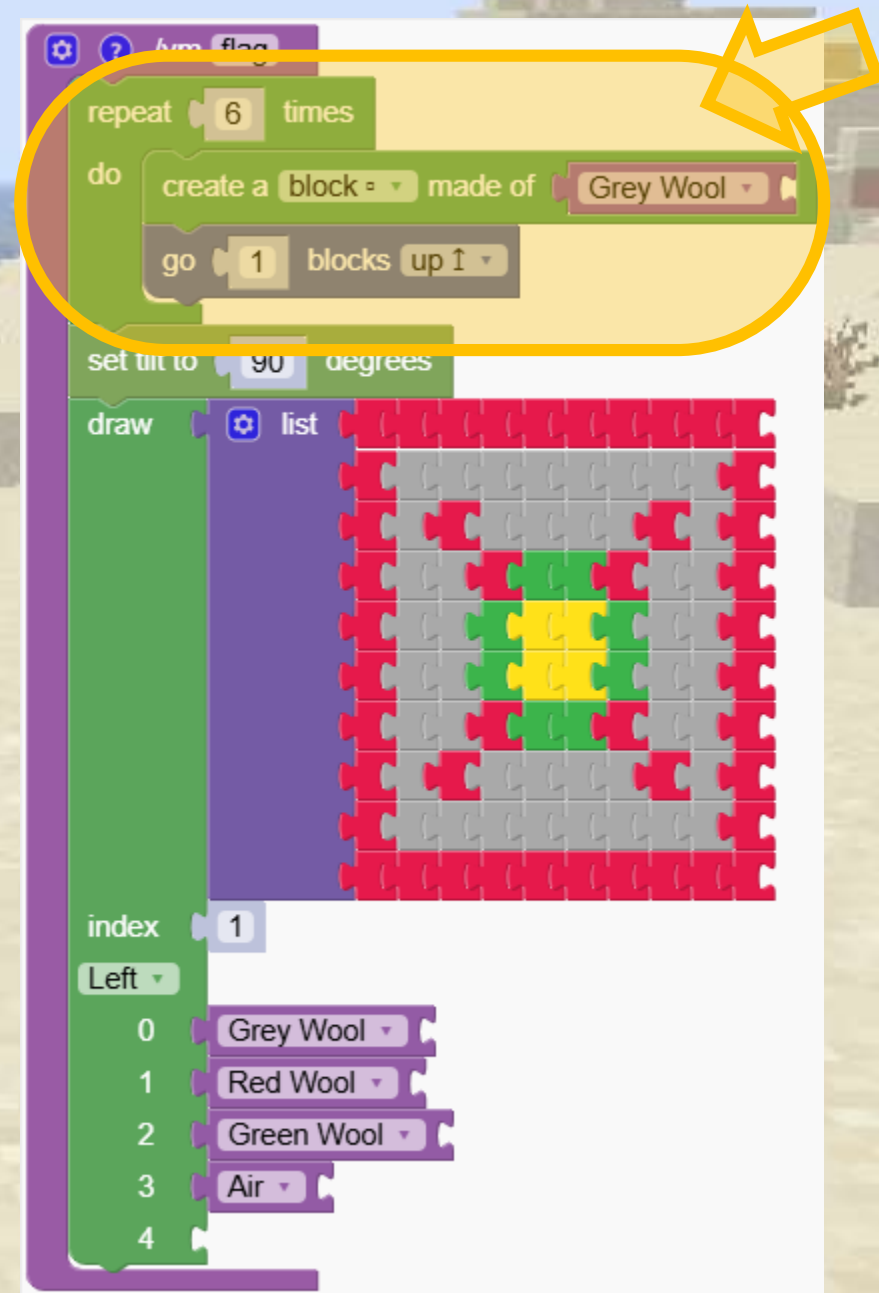 /ym flag
repeat 6 times
do create a block made of Grey Wool
go 1 blocks up ↥
set tilt to 90 degrees
draw list
index 1
Left
0 Grey Wool
1 Red Wool
2 Green Wool
3 Air
4